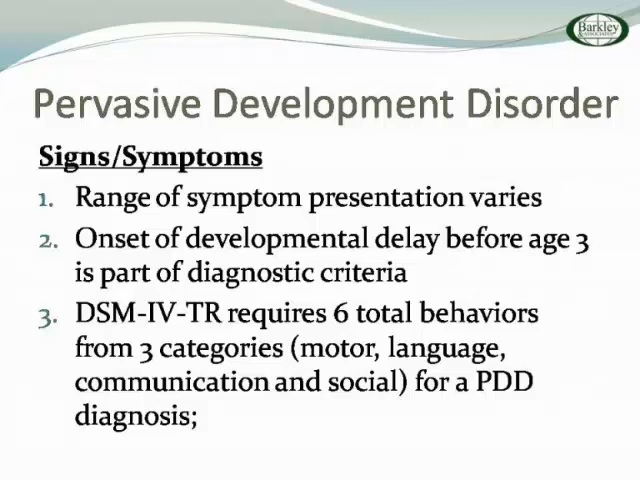 Barkley
& ASSOCIATES
Pervasive Development Disorder
Signs/Symptoms
1. Range of symptom presentation varies
2. Onset of developmental delay before age 3
is part of diagnostic criteria
3. DSM-IV-TR requires 6 total behaviors
from 3 categories (motor, language,
communication and social) for a PDD
diagnosis;